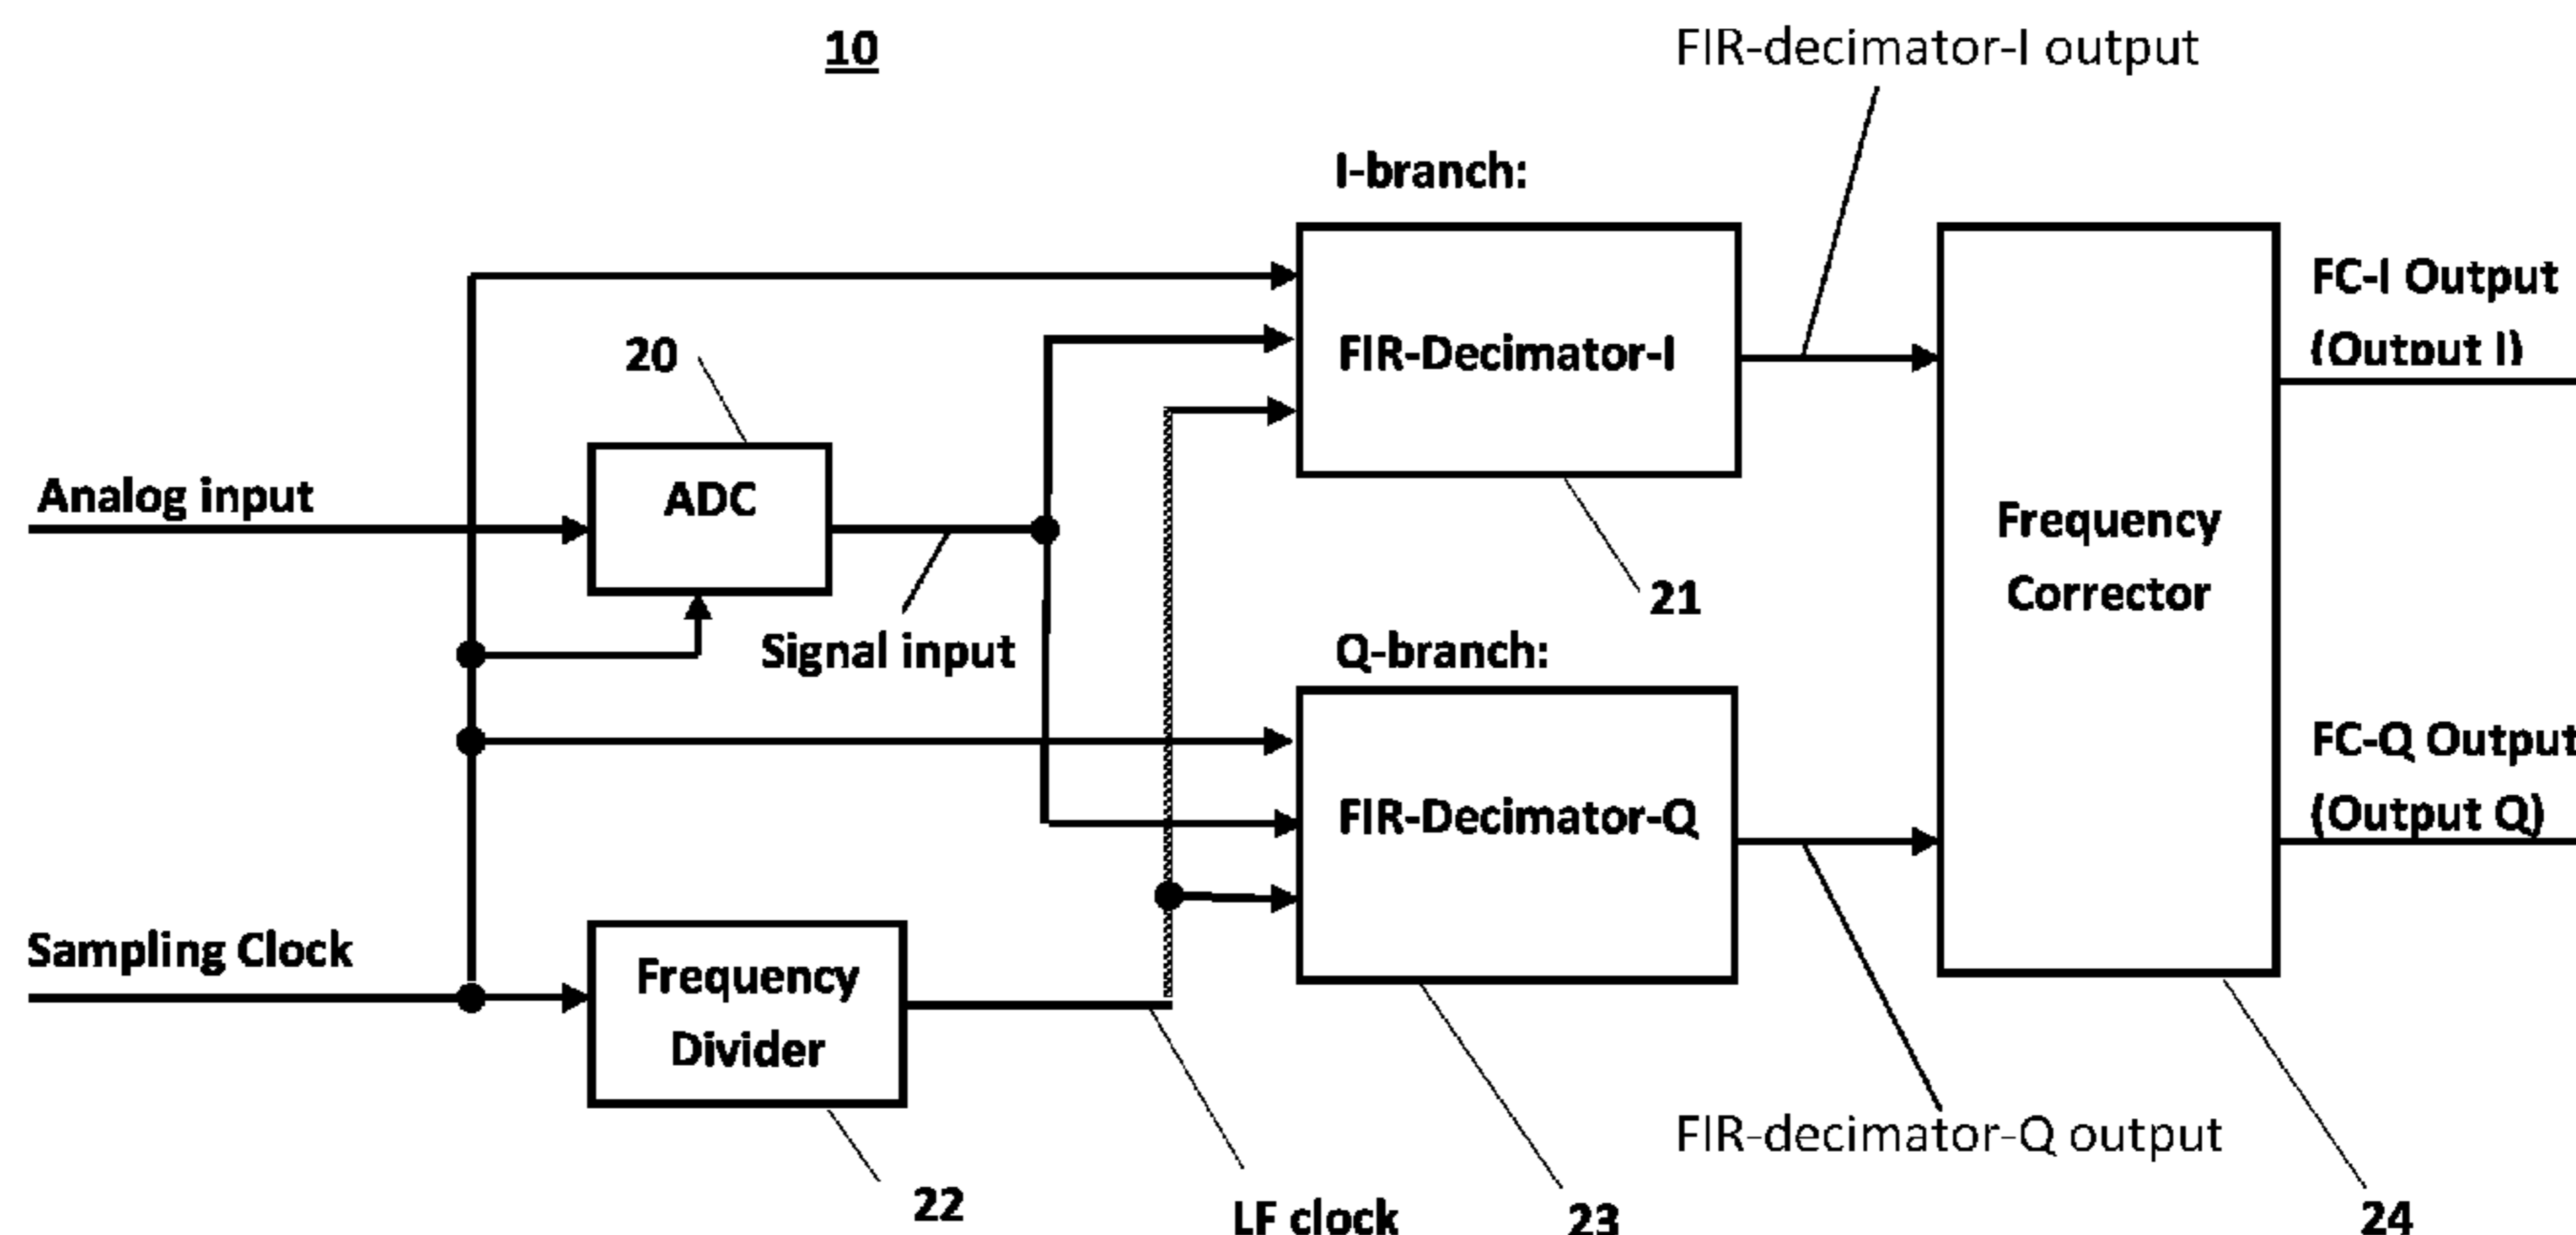 10
FIR-decimator-I output
I-branch:
FC-I Output
(Output I)
20
FIR-Decimator-I
Analog input
ADC
Frequency
Corrector
21
Signal input
Q-branch:
FC-Q Output
(Output Q)
FIR-Decimator-Q
Sampling Clock
Frequency
Divider
FIR-decimator-Q output
22
LF clock
23
24